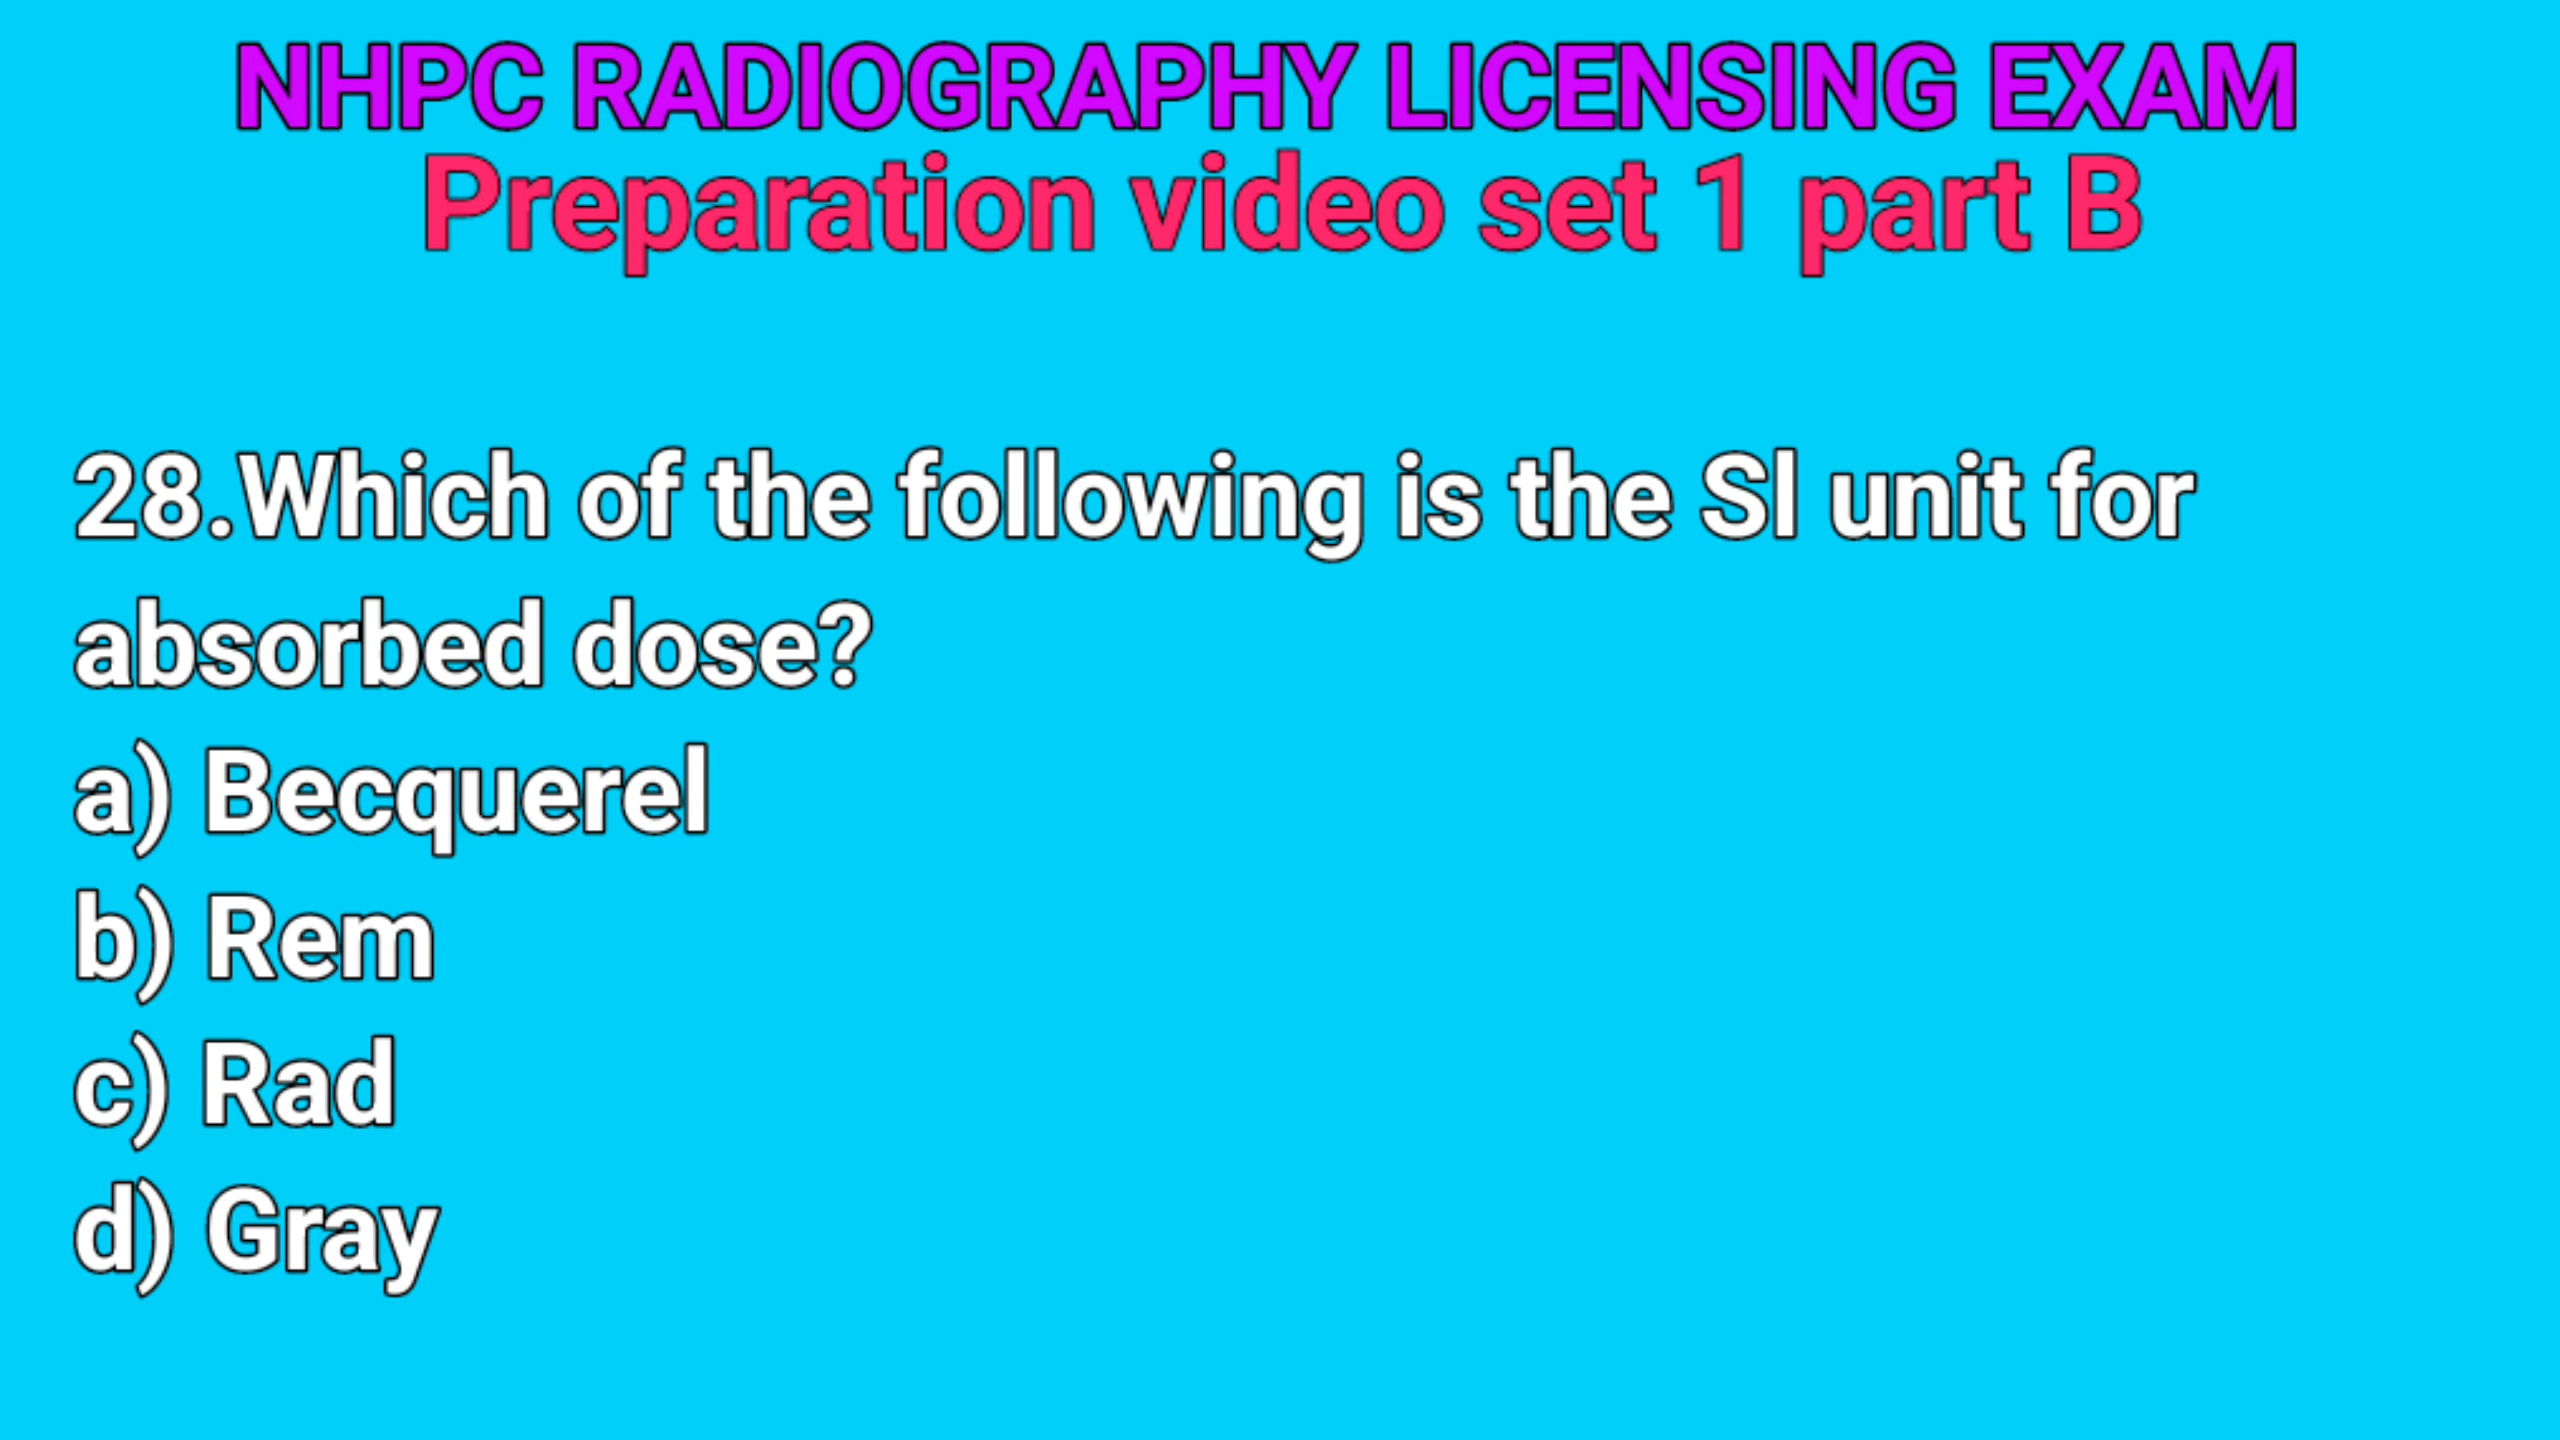 NHPC RADIOGRAPHY LICENSING EXAM
Preparation video set 1 part B
28.Which of the following is the SI unit for
absorbed dose?
a) Becquerel
b) Rem
c) Rad
d) Gray